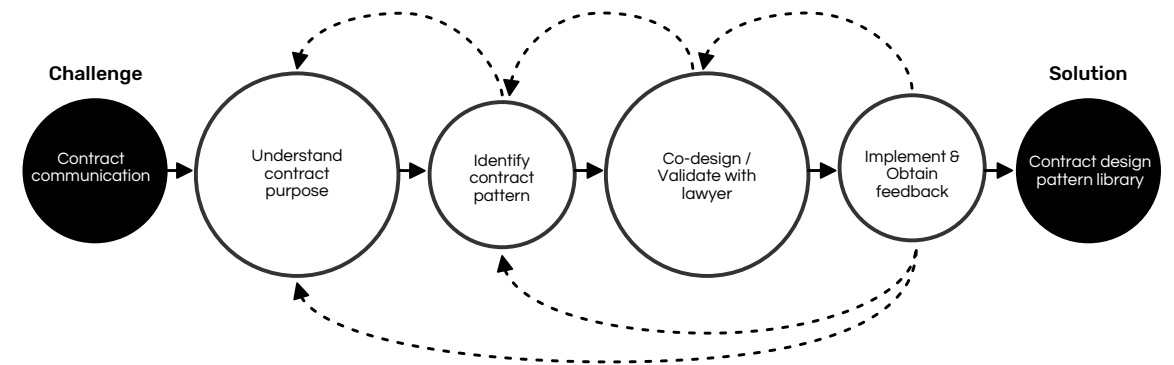 Challenge
Contract
communication
Understand
contract
purpose
Identify
contract
pattern
Co-design /
Validate with
lawyer
Implement &
Obtain
feedback
Solution
Contract design
pattern library